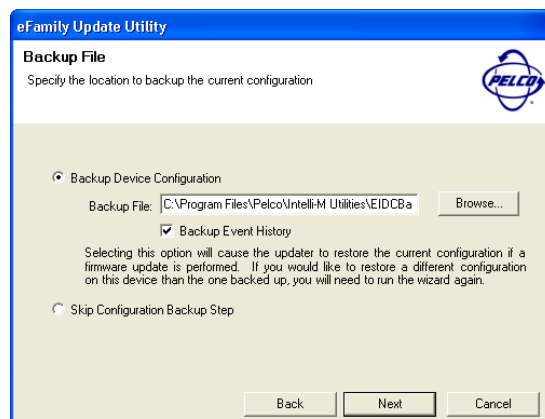 eFamily Update Utility
Backup File
Specify the location to backup the current configuration
PELCO
Backup Device Configuration
Backup File: C:\Program Files\Pelco\Intelli-M Utilities\EIDCBa Browse...
Backup Event History
Selecting this option will cause the updater to restore the current configuration if a
firmware update is performed. If you would like to restore a different configuration
on this device than the one backed up, you will need to run the wizard again.
Skip Configuration Backup Step
Back Next Cancel